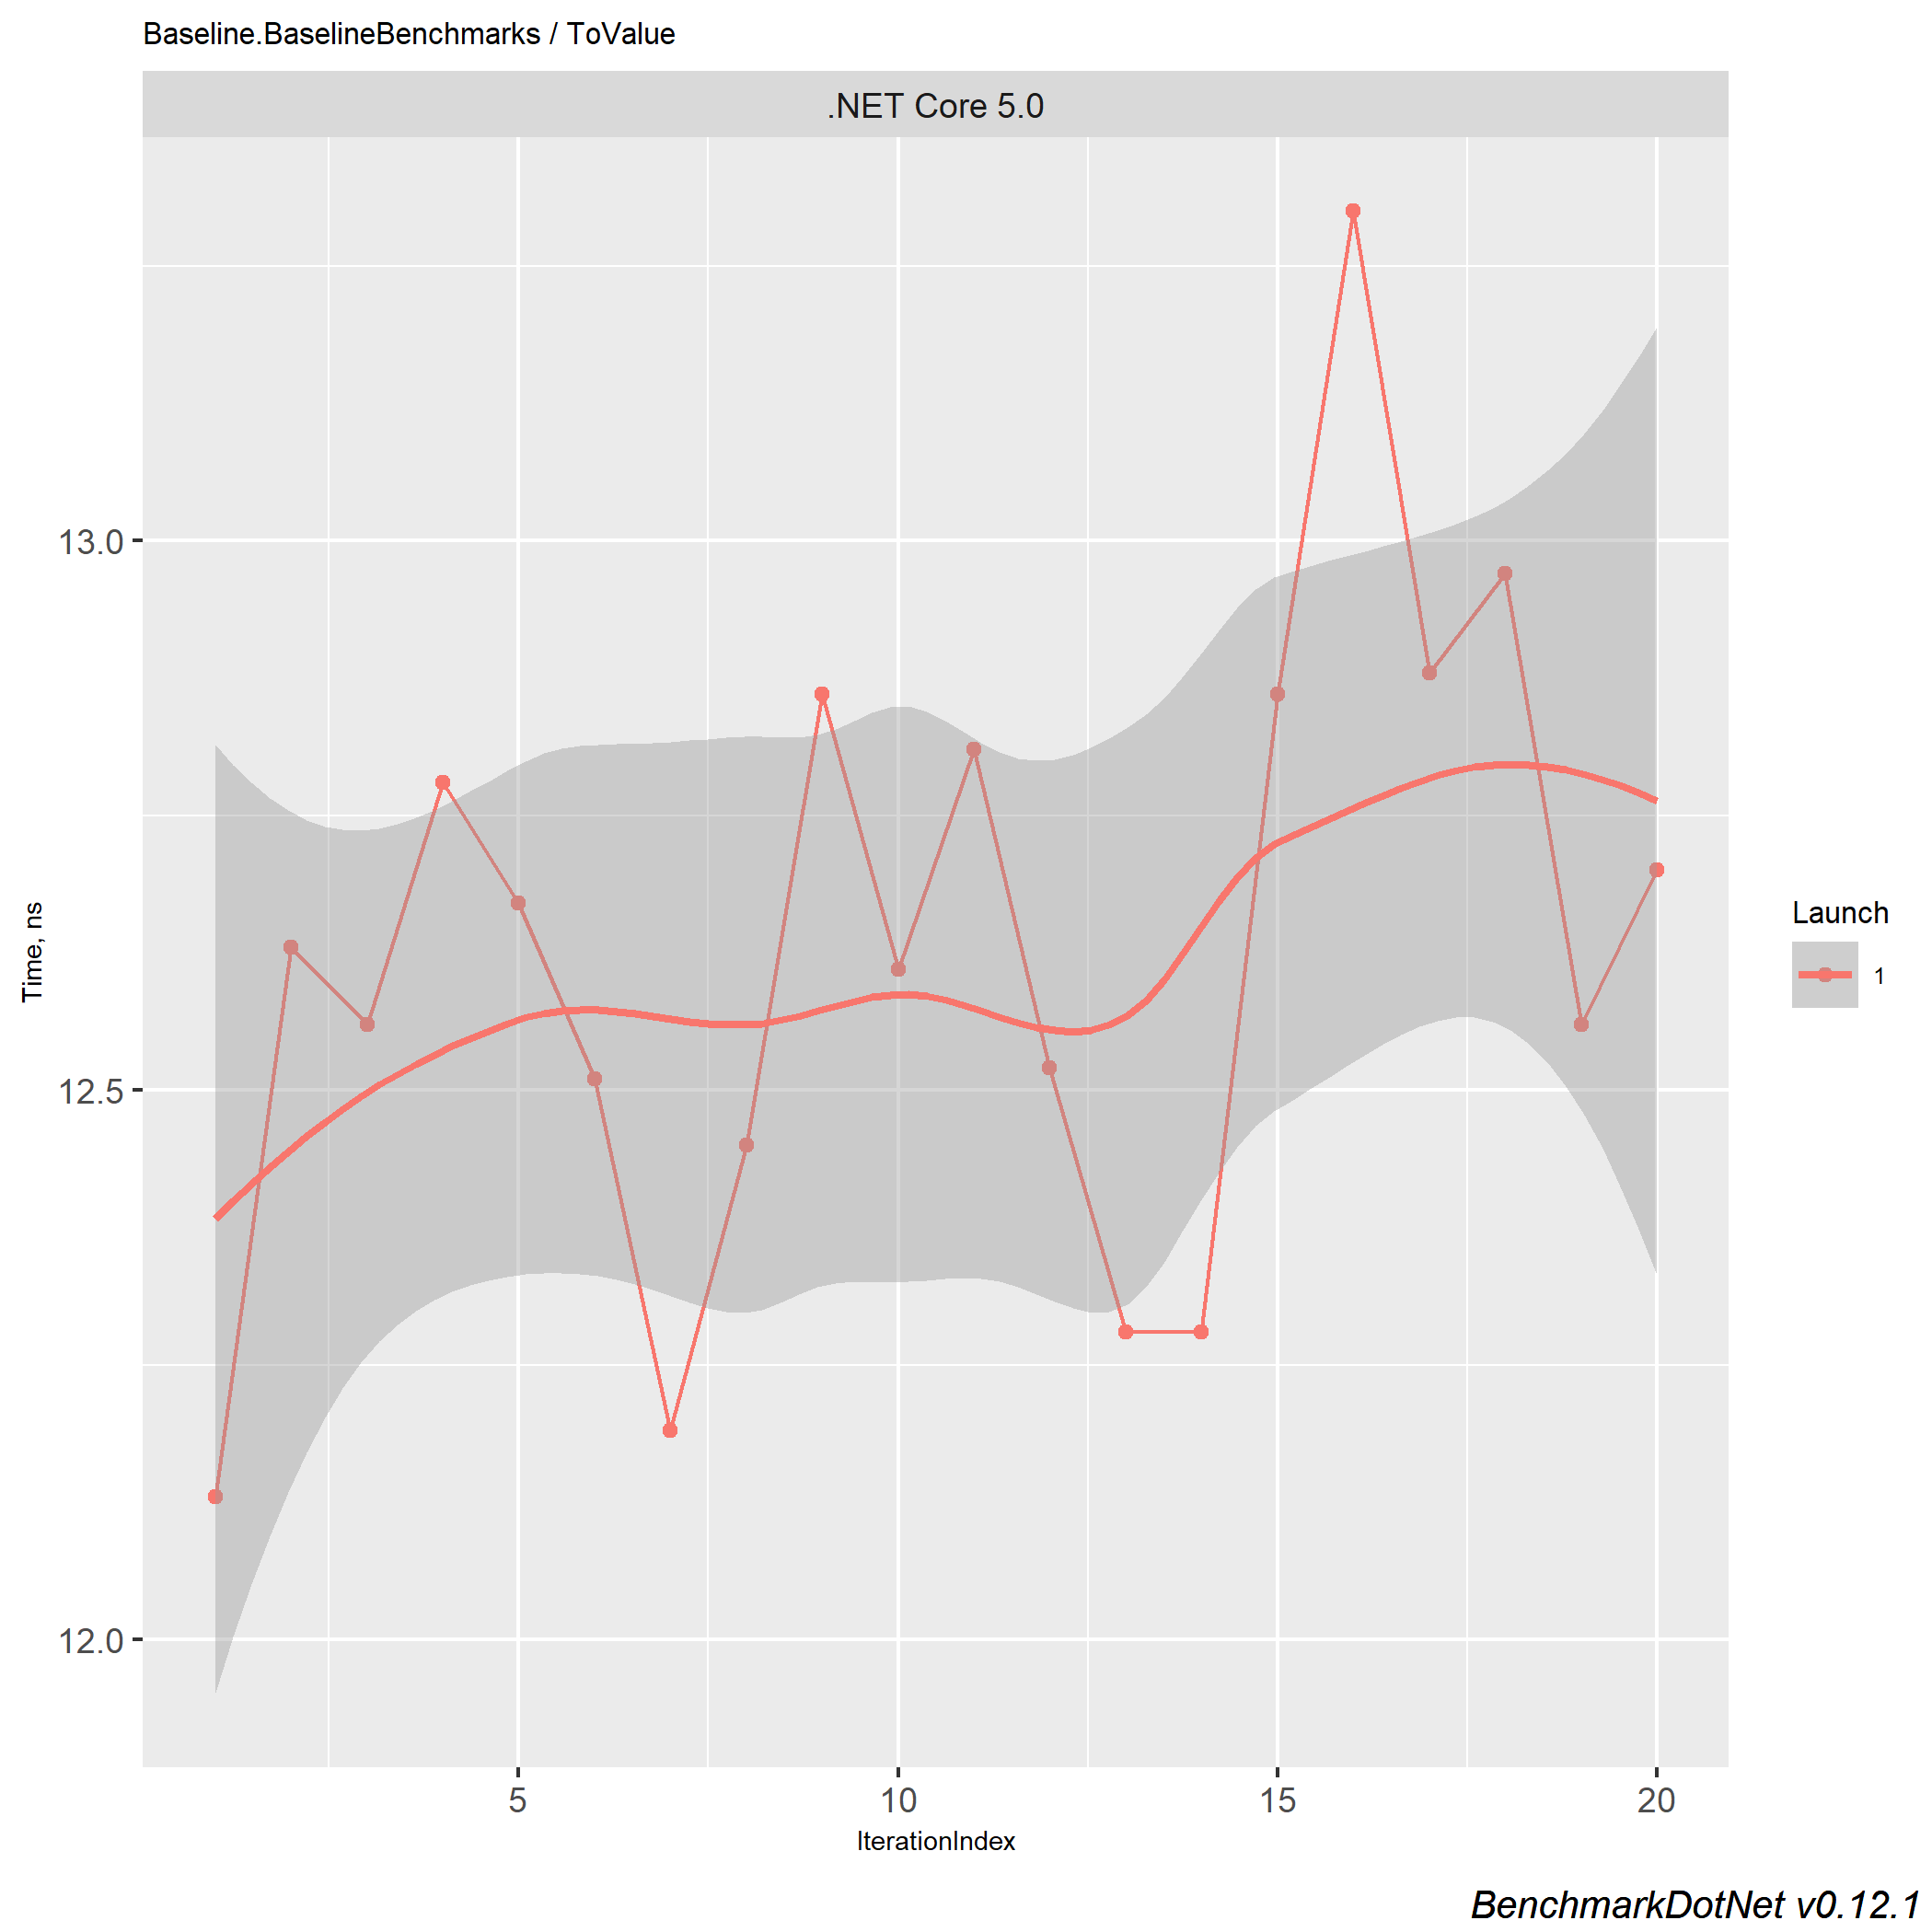 Baseline.BaselineBenchmarks / ToValue
.NET Core 5.0
13.0
12.5
12.0
Time, ns
5
10
15
20
IterationIndex
Launch
1
BenchmarkDotNet v0.12.1